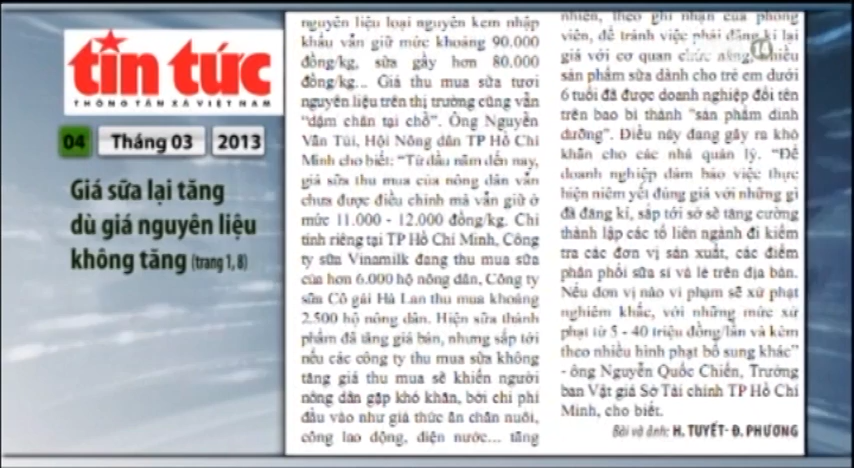 tin tức
THÔNG TẤN XÃ VIỆT NAM
04 Tháng 03 2013
Giá sữa lại tăng
dù giá nguyên liệu
không tăng (trang 1, 8)
nguyên liệu loại nguyên kem nhập
khẩu vẫn giữ mức khoảng 90.000
đồng/kg, sữa gầy hơn 80.000
đồng/kg... Giá thu mua sữa tươi
nguyên liệu trên thị trường cũng vẫn
"dậm chân tại chỗ". Ông Nguyễn
Văn Túi, Hội Nông dân TP Hồ Chí
Minh cho biết: "Từ đầu năm đến nay,
giá sữa thu mua của nông dân vẫn
chưa được điều chỉnh mà vẫn giữ ở
mức 11.000 - 12.000 đồng/kg. Chỉ
tính riêng tại TP Hồ Chí Minh, Công
ty sữa Vinamilk đang thu mua sữa
của hơn 6.000 hộ nông dân, Công ty
sữa Cô gái Hà Lan thu mua khoảng
2.500 hộ nông dân. Hiện sữa thành
phẩm đã tăng giá bán, nhưng sắp tới
nếu các công ty thu mua sữa không
tăng giá thu mua sẽ khiến người
nông dân gặp khó khăn, bởi chi phí
đầu vào như giá thức ăn chăn nuôi,
công lao động, điện nước... tăng
nhiên, theo ghi nhận của phóng
viên, để tránh việc phải đăng kí lại
giá với cơ quan chức năng, nhiều
sản phẩm sữa dành cho trẻ em dưới
6 tuổi đã được doanh nghiệp đổi tên
trên bao bì thành "sản phẩm dinh
dưỡng". Điều này đang gây ra khó
khăn cho các nhà quản lý. "Để
doanh nghiệp đảm bảo việc thực
hiện niêm yết đúng giá với những gì
đã đăng kí, sắp tới sở sẽ tăng cường
thành lập các tổ liên ngành đi kiểm
tra các đơn vị sản xuất, các điểm
phân phối sữa sỉ và lẻ trên địa bàn.
Nếu đơn vị nào vi phạm sẽ xử phạt
nghiêm khắc, với những mức xử
phạt từ 5 - 40 triệu đồng/lần và kèm
theo nhiều hình phạt bổ sung khác"
- ông Nguyễn Quốc Chiến, Trưởng
ban Vật giá Sở Tài chính TP Hồ Chí
Minh, cho biết.
Bài và ảnh: H. TUYẾT- Đ. PHƯƠNG